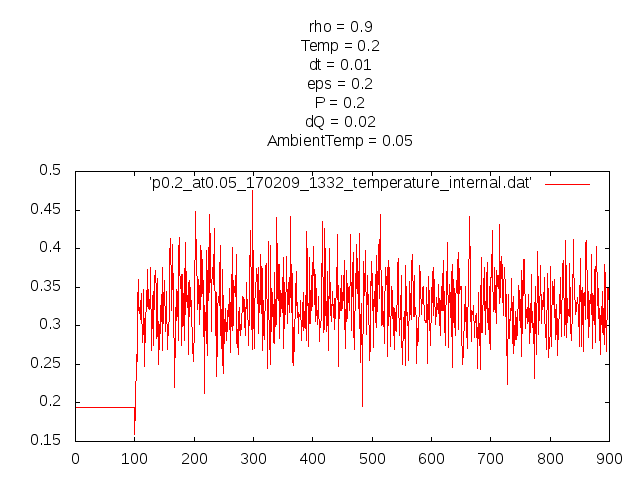 rho = 0.9
Temp = 0.2
dt = 0.01
eps = 0.2
P = 0.2
dQ = 0.02
AmbientTemp = 0.05
0.5
'p0.2_at0.05_170209_1332_temperature_internal.dat'
0.45
0.4
0.35
0.3
0.25
0.2
0.15
0 100 200 300 400 500 600 700 800 900